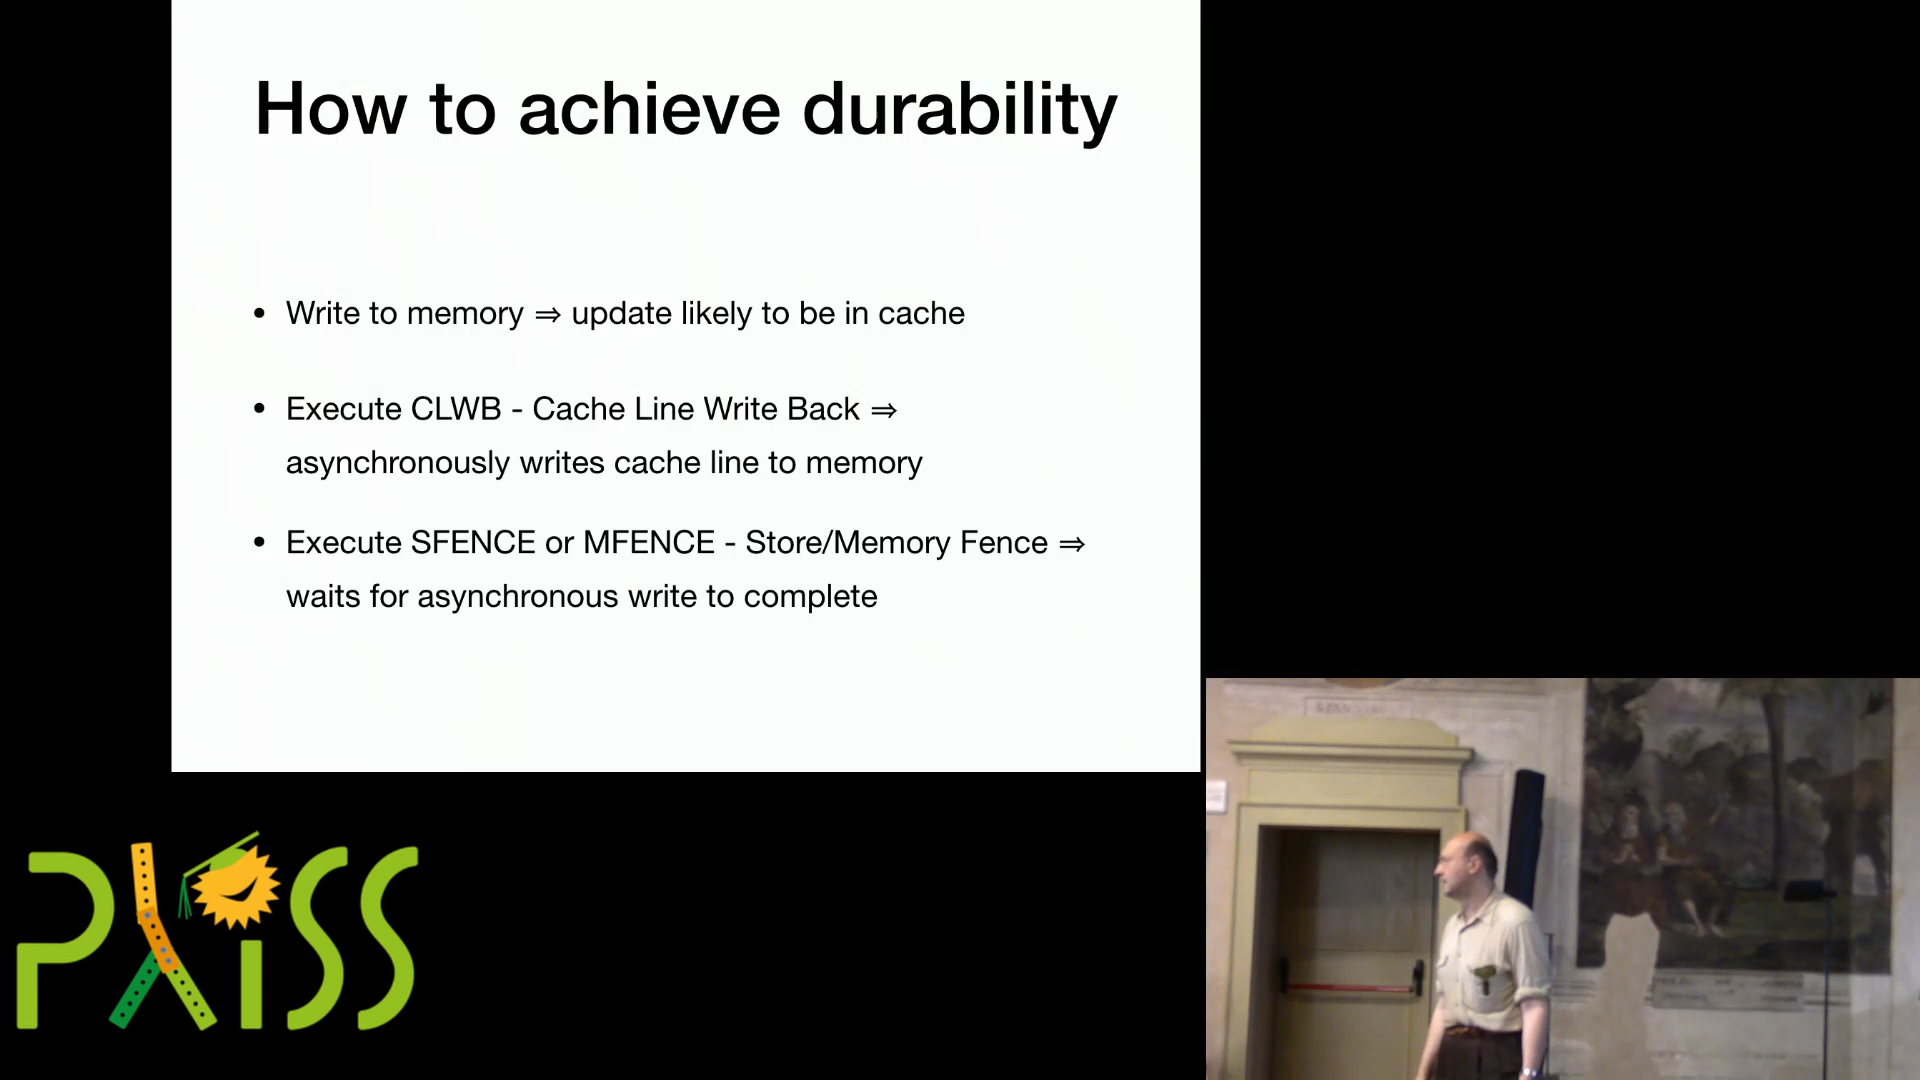 How to achieve durability
• Write to memory ⇒ update likely to be in cache
• Execute CLWB - Cache Line Write Back ⇒
asynchronously writes cache line to memory
• Execute SFENCE or MFENCE - Store/Memory Fence ⇒
waits for asynchronous write to complete
PLISS